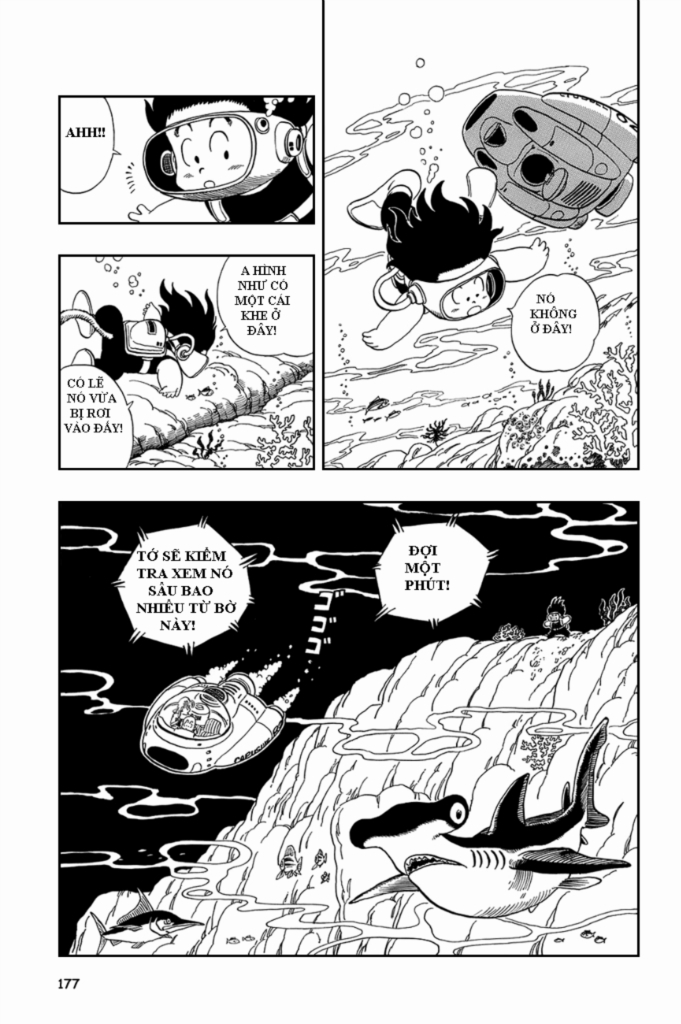 NÓ
KHÔNG
Ở ĐÂY!
AHH!!
A HÍNH
NHƯ CÓ
MỘT CÁI
KHE Ở
ĐÂY!
CÓ LẼ
NÓ VỪA
BỊ RƠI
VÀO ĐẤY!
ĐỢI
MỘT
PHÚT!
TỚ SẼ KIỂM
TRA XEM NÓ
SÂU BAO
NHIÊU TỪ BỜ
NÀY!
177